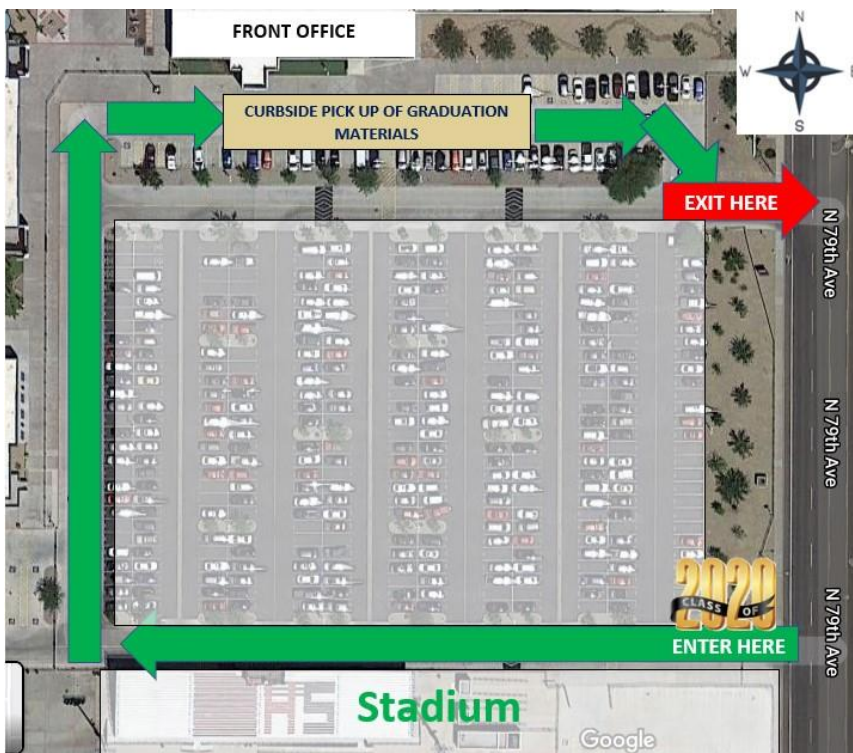 FRONT OFFICE
N
W
E
S
CURBSIDE PICK UP OF GRADUATION
MATERIALS
EXIT HERE
N 79th Ave
N 79th Ave
2020
CLASS OF
ENTER HERE
N 79th Ave
HS
Stadium
Google